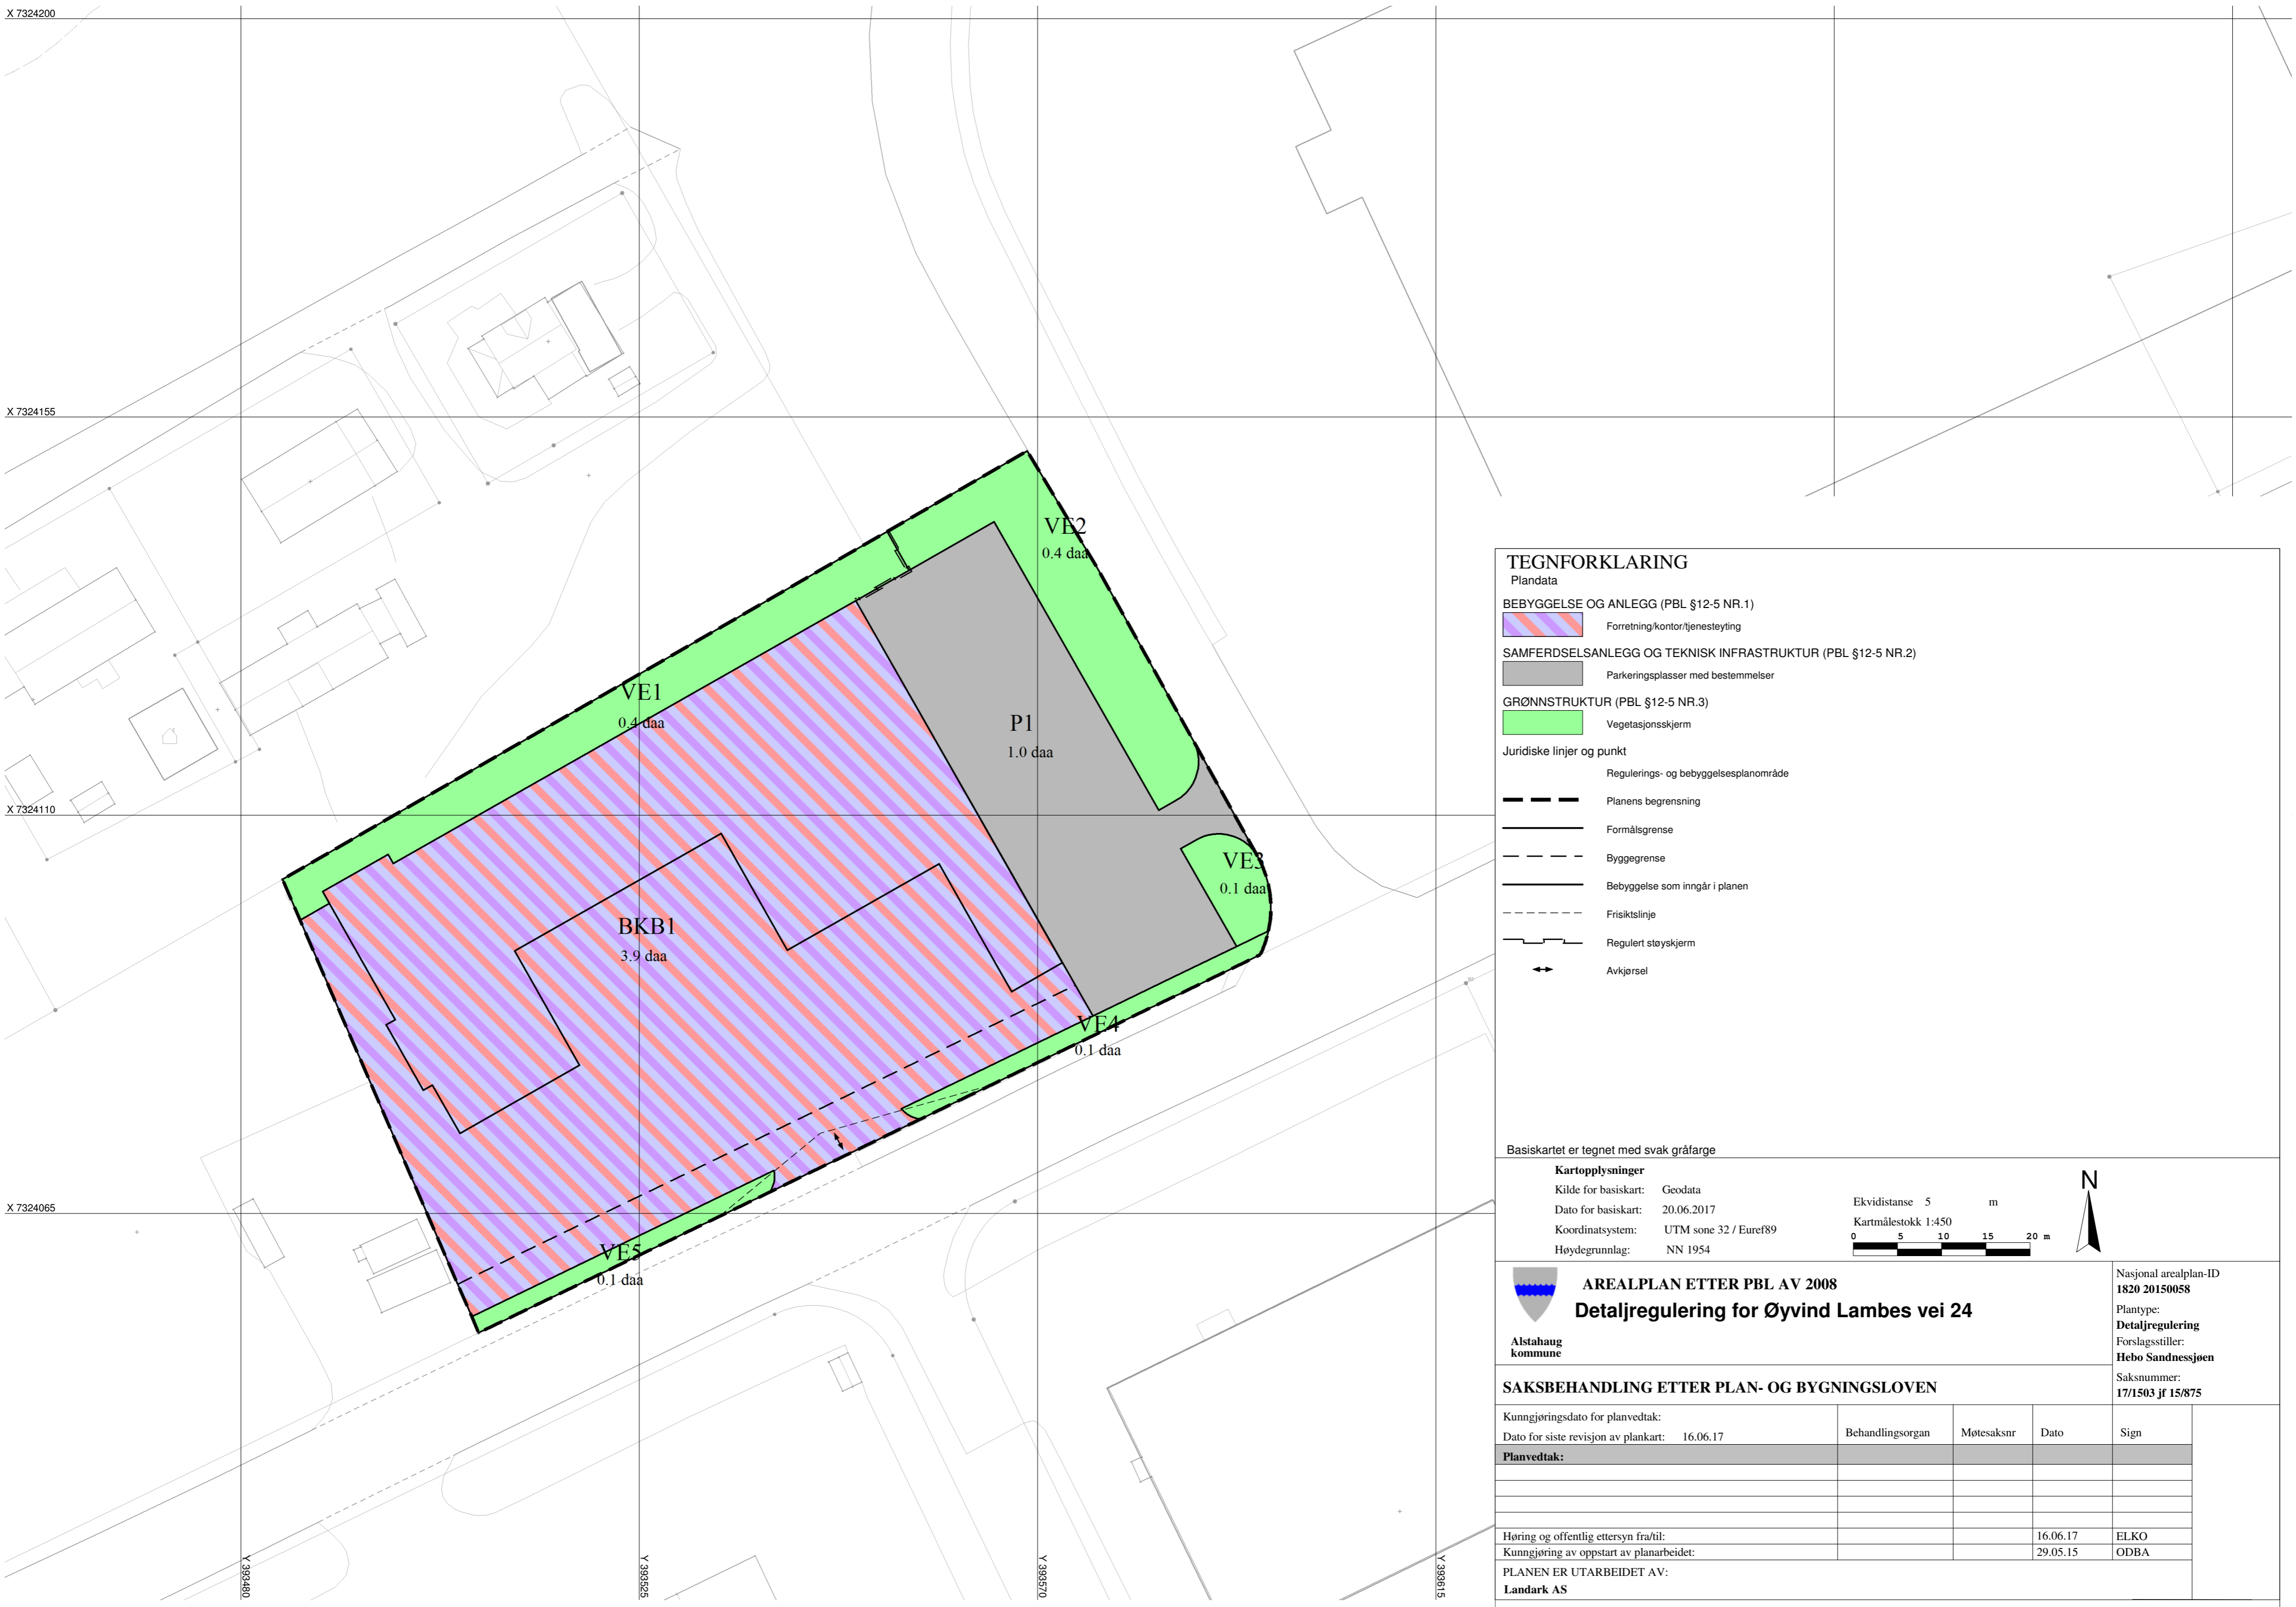 X 7324200
X 7324155
X 7324110
X 7324065
Y 393480
Y 393525
Y 393570
Y 393615
VE2
0.4 daa
VE1
0.4 daa
P1
1.0 daa
VE3
0.1 daa
BKB1
3.9 daa
VE4
0.1 daa
VE5
0.1 daa
TEGNFORKLARING
Plandata
BEBYGGELSE OG ANLEGG (PBL §12-5 NR.1)
Forretning/kontor/tjenesteyting
SAMFERDSELSANLEGG OG TEKNISK INFRASTRUKTUR (PBL §12-5 NR.2)
Parkeringsplasser med bestemmelser
GRØNNSTRUKTUR (PBL §12-5 NR.3)
Vegetasjonsskjerm
Juridiske linjer og punkt
Regulerings- og bebyggelsesplanområde
Planens begrensning
Formålsgrense
Byggegrense
Bebyggelse som inngår i planen
Frisiktslinje
Regulert støyskjerm
Avkjørsel
Basiskartet er tegnet med svak gråfarge
Kartopplysninger
Kilde for basiskart: Geodata
Dato for basiskart: 20.06.2017
Koordinatsystem: UTM sone 32 / Euref89
Høydegrunnlag: NN 1954
Ekvidistanse 5 m
Kartmålestokk 1:450
0 5 10 15 20 m
N
AREALPLAN ETTER PBL AV 2008
Detaljregulering for Øyvind Lambes vei 24
Alstahaug
kommune
Nasjonal arealplan-ID
1820 20150058
Plantype:
Detaljregulering
Forslagsstiller:
Hebo Sandnessjøen
Saksnummer:
17/1503 jf 15/875
SAKSBEHANDLING ETTER PLAN- OG BYGNINGSLOVEN
Kunngjøringsdato for planvedtak:
Dato for siste revisjon av plankart: 16.06.17
Behandlingsorgan Møtesaksnr Dato Sign
Planvedtak:
Høring og offentlig ettersyn fra/til: 16.06.17 ELKO
Kunngjøring av oppstart av planarbeidet: 29.05.15 ODBA
PLANEN ER UTARBEIDET AV:
Landark AS